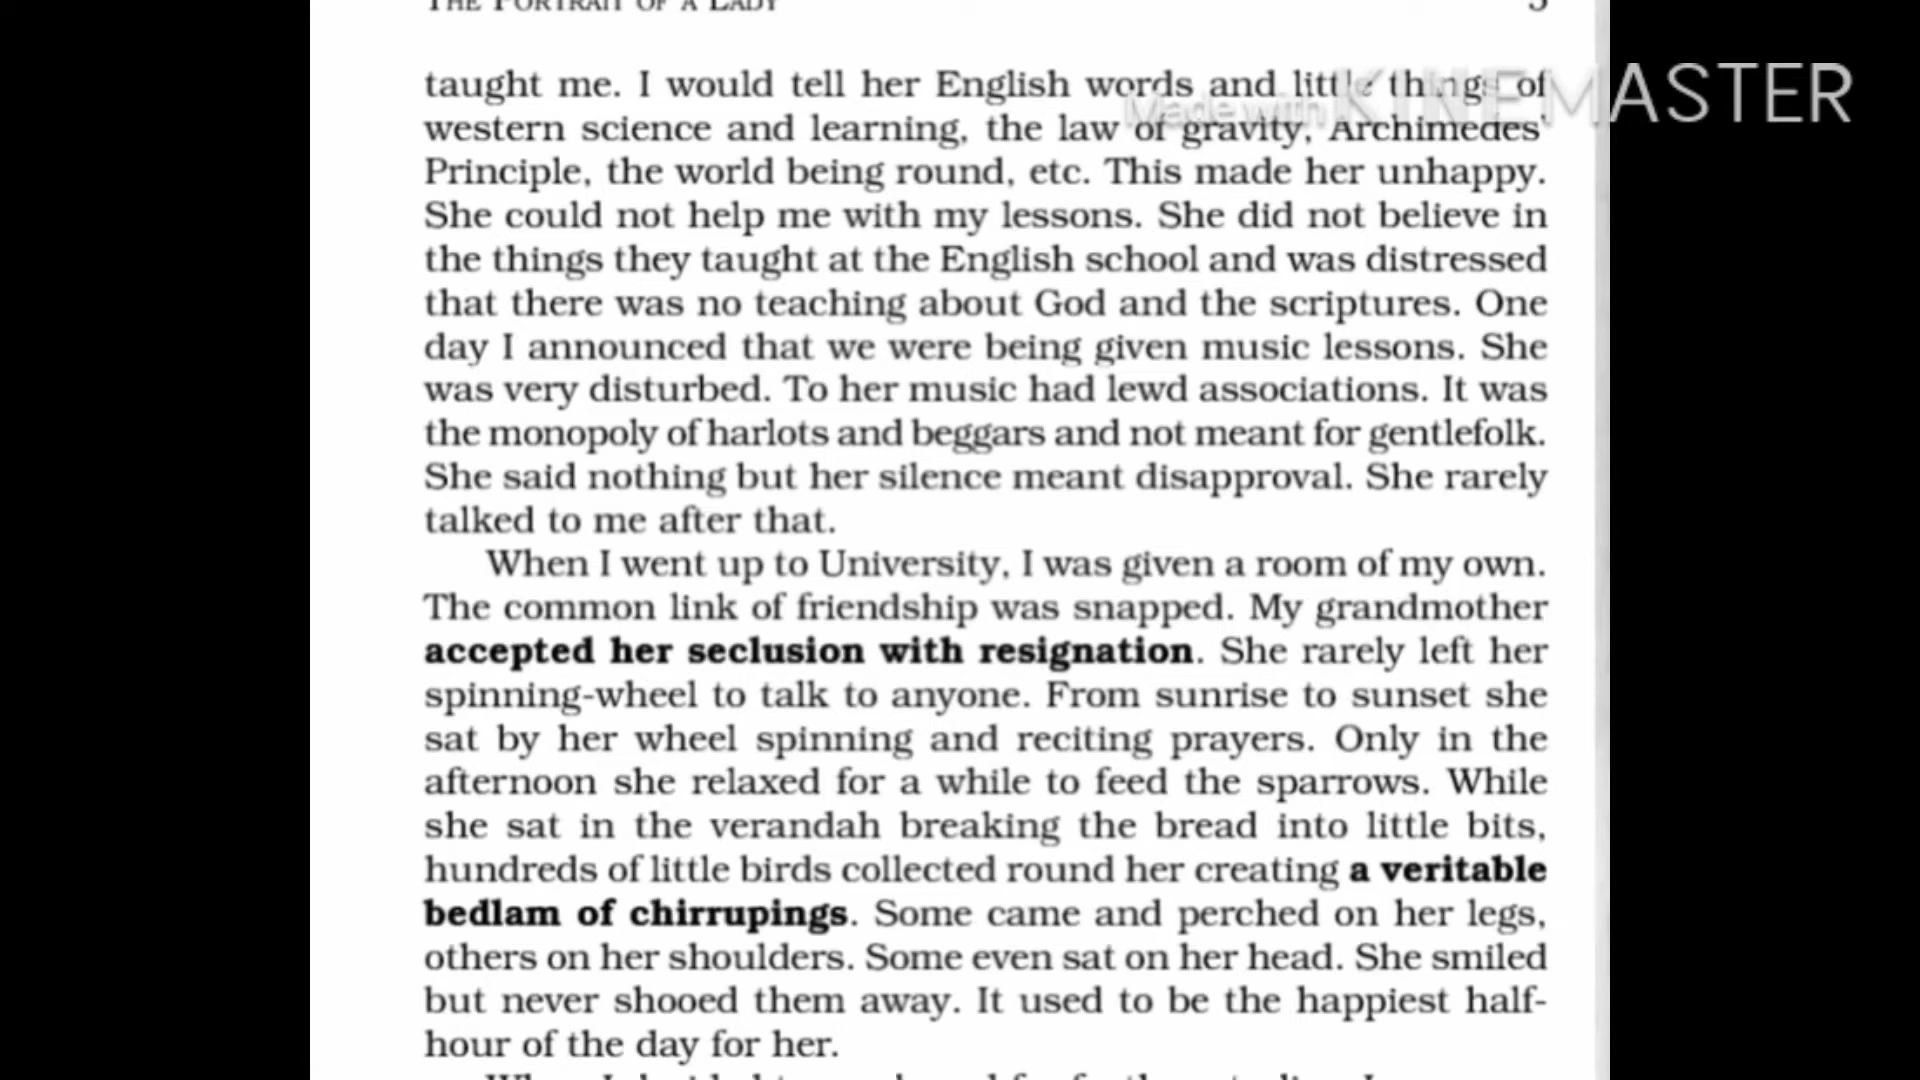 THE PORTRAIT OF A LADY 5
Made with KINEMASTER
taught me. I would tell her English words and little things of
western science and learning, the law of gravity, Archimedes'
Principle, the world being round, etc. This made her unhappy.
She could not help me with my lessons. She did not believe in
the things they taught at the English school and was distressed
that there was no teaching about God and the scriptures. One
day I announced that we were being given music lessons. She
was very disturbed. To her music had lewd associations. It was
the monopoly of harlots and beggars and not meant for gentlefolk.
She said nothing but her silence meant disapproval. She rarely
talked to me after that.
When I went up to University, I was given a room of my own.
The common link of friendship was snapped. My grandmother
accepted her seclusion with resignation. She rarely left her
spinning-wheel to talk to anyone. From sunrise to sunset she
sat by her wheel spinning and reciting prayers. Only in the
afternoon she relaxed for a while to feed the sparrows. While
she sat in the verandah breaking the bread into little bits,
hundreds of little birds collected round her creating a veritable
bedlam of chirrupings. Some came and perched on her legs,
others on her shoulders. Some even sat on her head. She smiled
but never shooed them away. It used to be the happiest half-
hour of the day for her.